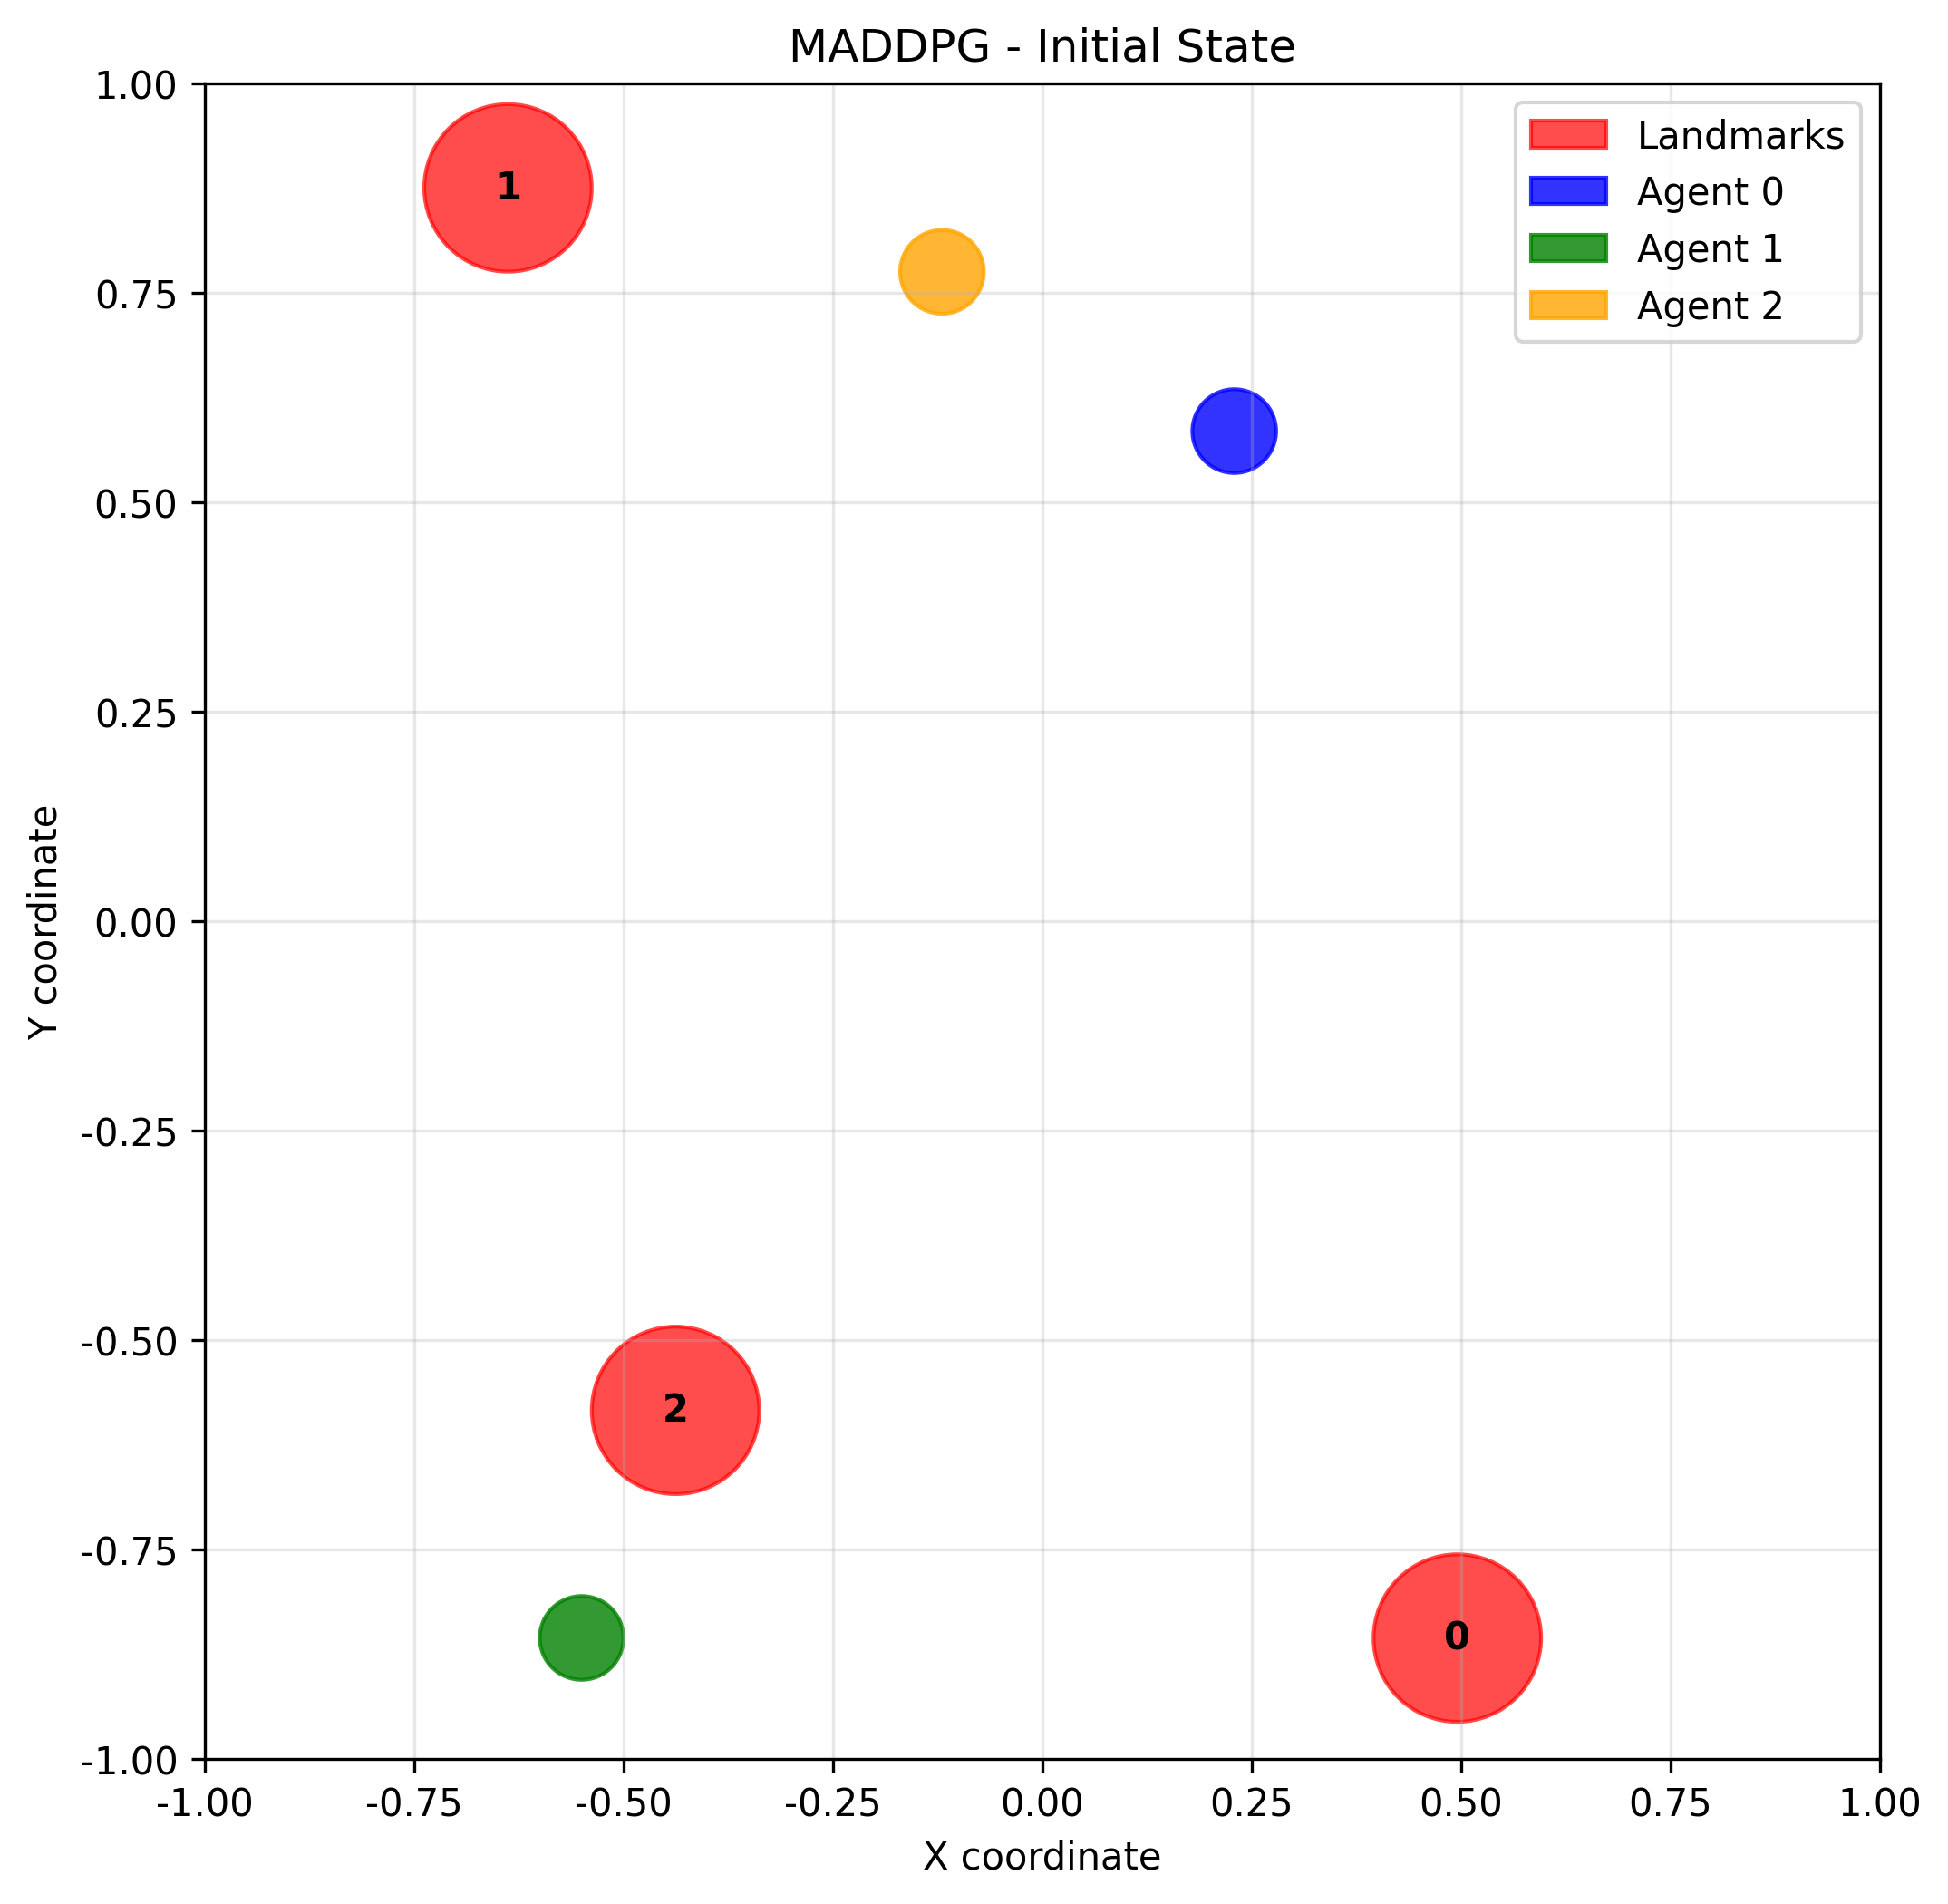 MADDPG - Initial State
1.00
0.75
0.50
0.25
0.00
-0.25
-0.50
-0.75
-1.00
Y coordinate
1
2
0
Landmarks
Agent 0
Agent 1
Agent 2
-1.00 -0.75 -0.50 -0.25 0.00 0.25 0.50 0.75 1.00
X coordinate